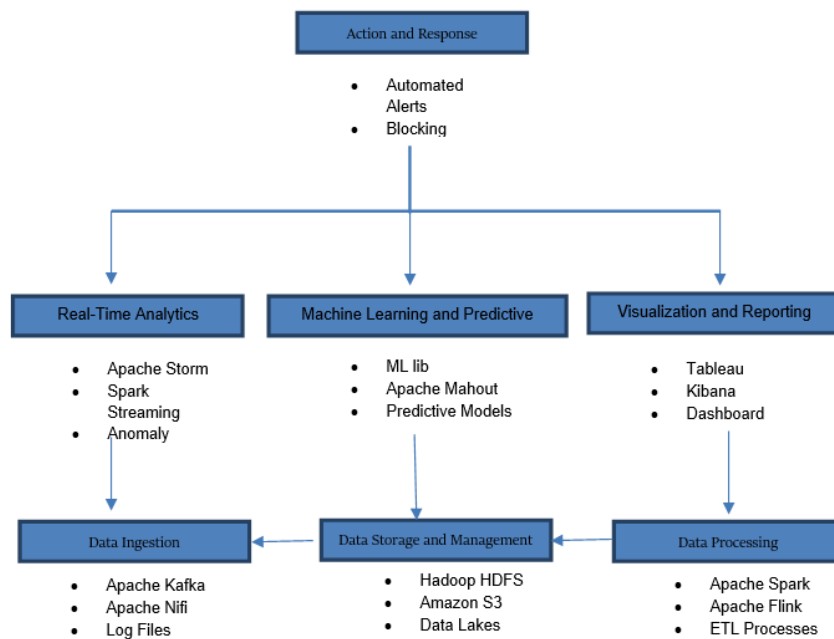 Action and Response
Automated
Alerts
Blocking
Real-Time Analytics
Apache Storm
Spark
Streaming
Anomaly
Machine Learning and Predictive
ML lib
Apache Mahout
Predictive Models
Visualization and Reporting
Tableau
Kibana
Dashboard
Data Ingestion
Apache Kafka
Apache Nifi
Log Files
Data Storage and Management
Hadoop HDFS
Amazon S3
Data Lakes
Data Processing
Apache Spark
Apache Flink
ETL Processes